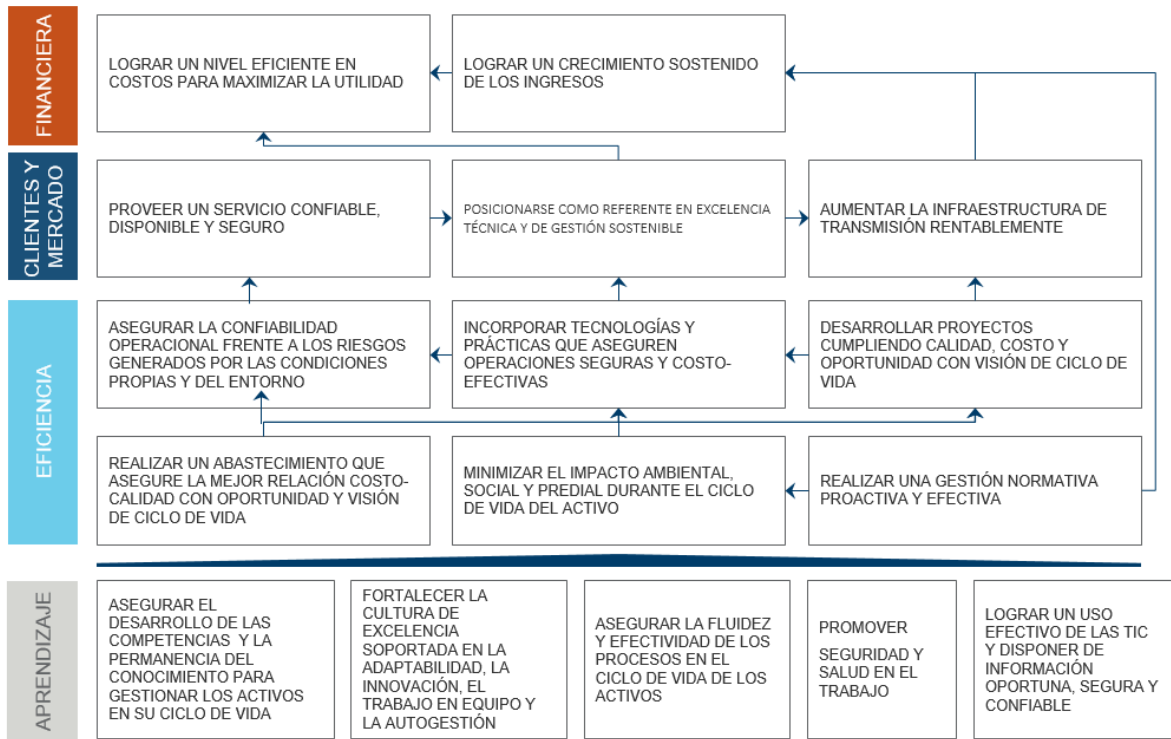 FINANCIERA
LOGRAR UN NIVEL EFICIENTE EN
COSTOS PARA MAXIMIZAR LA UTILIDAD
LOGRAR UN CRECIMIENTO SOSTENIDO
DE LOS INGRESOS
CLIENTES Y
MERCADO
PROVEER UN SERVICIO CONFIABLE,
DISPONIBLE Y SEGURO
POSICIONARSE COMO REFERENTE EN EXCELENCIA
TÉCNICA Y DE GESTIÓN SOSTENIBLE
AUMENTAR LA INFRAESTRUCTURA DE
TRANSMISIÓN RENTABLEMENTE
EFICIENCIA
ASEGURAR LA CONFIABILIDAD
OPERACIONAL FRENTE A LOS RIESGOS
GENERADOS POR LAS CONDICIONES
PROPIAS Y DEL ENTORNO
INCORPORAR TECNOLOGÍAS Y
PRÁCTICAS QUE ASEGUREN
OPERACIONES SEGURAS Y COSTO-
EFECTIVAS
DESARROLLAR PROYECTOS
CUMPLIENDO CALIDAD, COSTO Y
OPORTUNIDAD CON VISIÓN DE CICLO DE
VIDA
REALIZAR UN ABASTECIMIENTO QUE
ASEGURE LA MEJOR RELACIÓN COSTO-
CALIDAD CON OPORTUNIDAD Y VISIÓN
DE CICLO DE VIDA
MINIMIZAR EL IMPACTO AMBIENTAL,
SOCIAL Y PREDIAL DURANTE EL CICLO
DE VIDA DEL ACTIVO
REALIZAR UNA GESTIÓN NORMATIVA
PROACTIVA Y EFECTIVA
APRENDIZAJE
ASEGURAR EL
DESARROLLO DE LAS
COMPETENCIAS Y LA
PERMANENCIA DEL
CONOCIMIENTO PARA
GESTIONAR LOS ACTIVOS
EN SU CICLO DE VIDA
FORTALECER LA
CULTURA DE
EXCELENCIA
SOPORTADA EN LA
ADAPTABILIDAD, LA
INNOVACIÓN, EL
TRABAJO EN EQUIPO Y
LA AUTOGESTIÓN
ASEGURAR LA FLUIDEZ
Y EFECTIVIDAD DE LOS
PROCESOS EN EL
CICLO DE VIDA DE LOS
ACTIVOS
PROMOVER
SEGURIDAD Y
SALUD EN EL
TRABAJO
LOGRAR UN USO
EFECTIVO DE LAS TIC
Y DISPONER DE
INFORMACIÓN
OPORTUNA, SEGURA Y
CONFIABLE